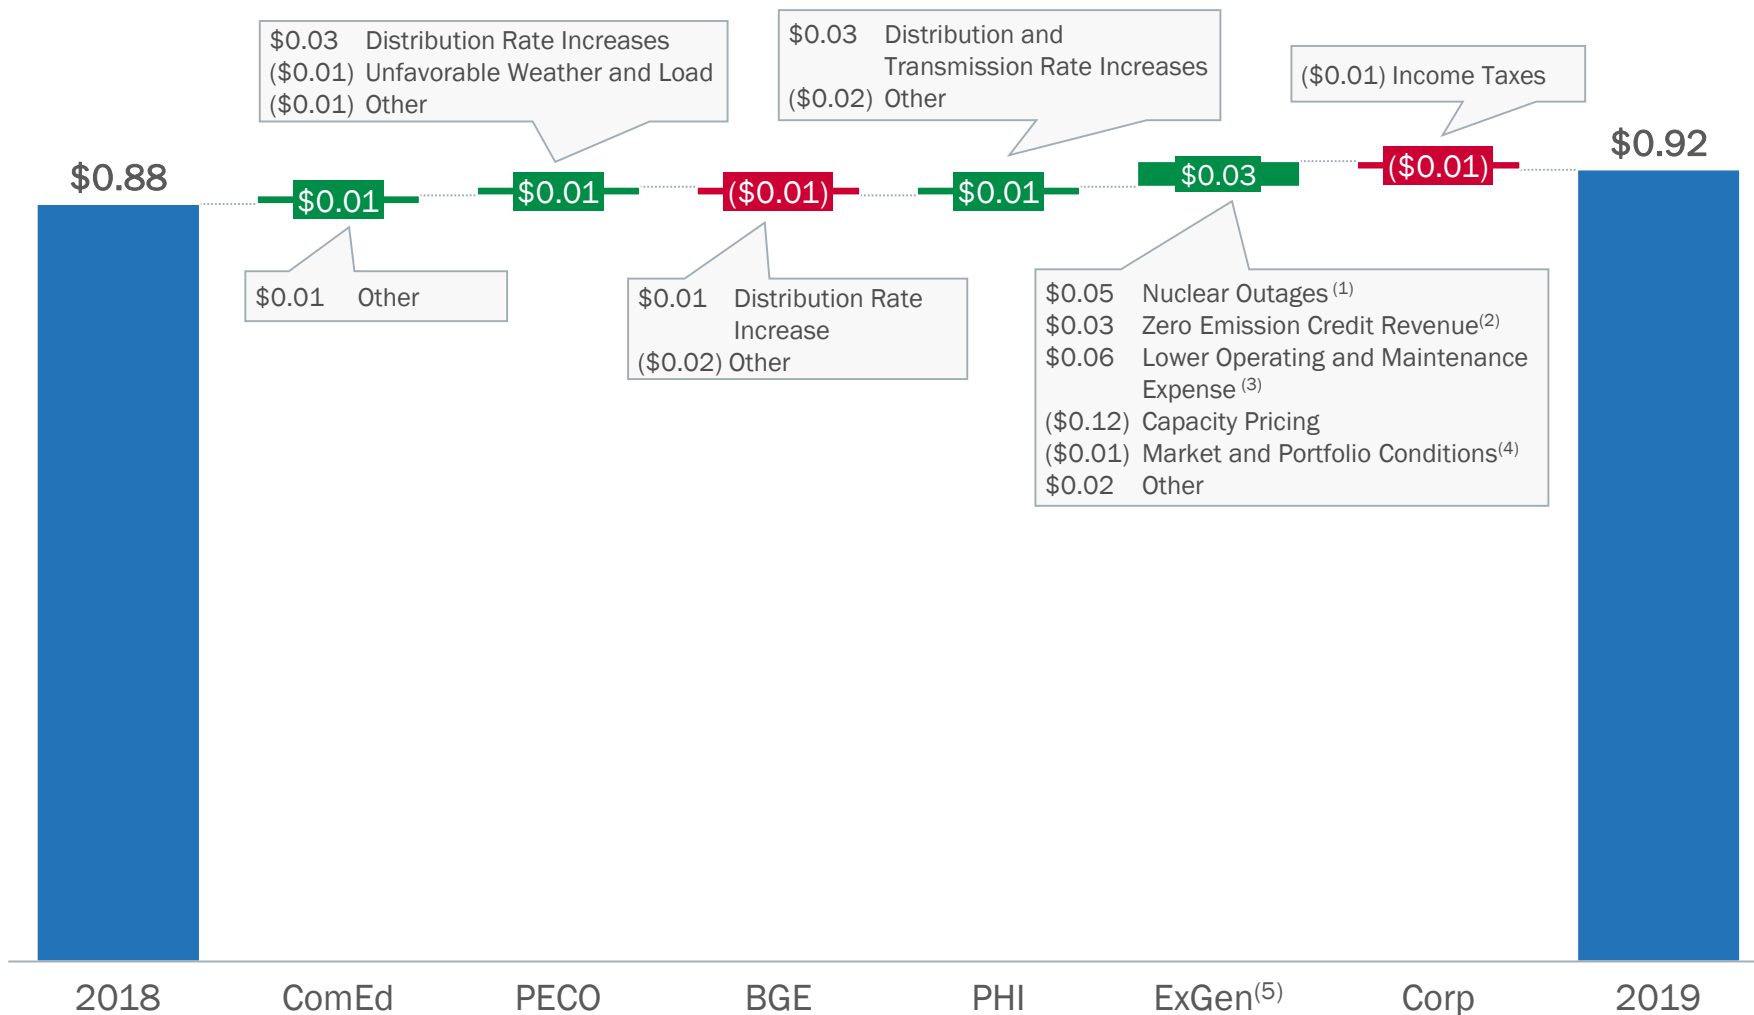 $0.03 Distribution Rate Increases
($0.01) Unfavorable Weather and Load
($0.01) Other
$0.03 Distribution and
Transmission Rate Increases
($0.02) Other
($0.01) Income Taxes
$0.88
$0.01
$0.01
($0.01)
$0.01
$0.03
($0.01)
$0.92
$0.01 Other
$0.01 Distribution Rate
Increase
($0.02) Other
$0.05 Nuclear Outages (1)
$0.03 Zero Emission Credit Revenue(2)
$0.06 Lower Operating and Maintenance
Expense (3)
($0.12) Capacity Pricing
($0.01) Market and Portfolio Conditions(4)
$0.02 Other
2018 ComEd PECO BGE PHI ExGen(5) Corp 2019